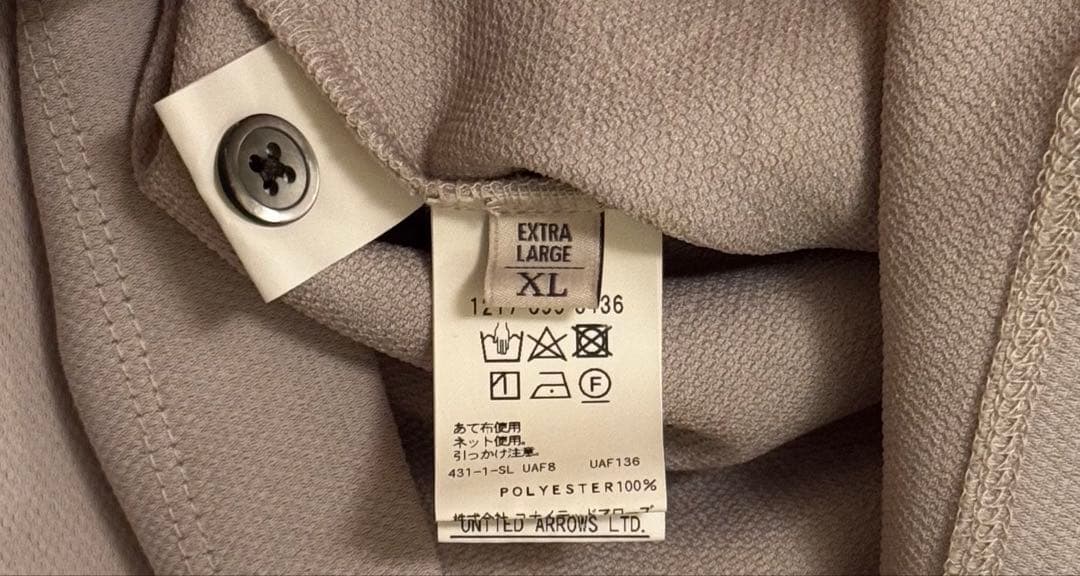 EXTRA
LARGE
XL
F
あて布使用
ネット使用。
引っかけ注意。
431-1-SL UAF8 UAF136
POLYESTER100%
UNITED ARROWS LTD.